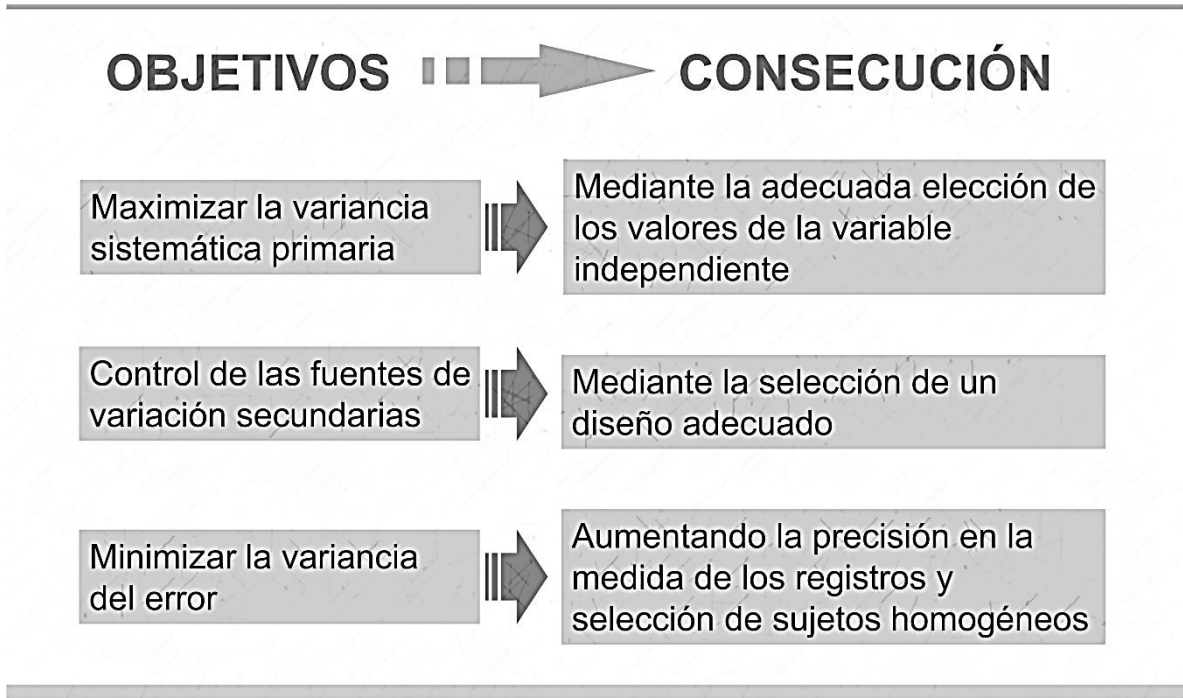 OBJETIVOS CONSECUCIÓN
Maximizar la variancia
sistemática primaria
Mediante la adecuada elección de
los valores de la variable
independiente
Control de las fuentes de
variación secundarias
Mediante la selección de un
diseño adecuado
Minimizar la variancia
del error
Aumentando la precisión en la
medida de los registros y
selección de sujetos homogéneos